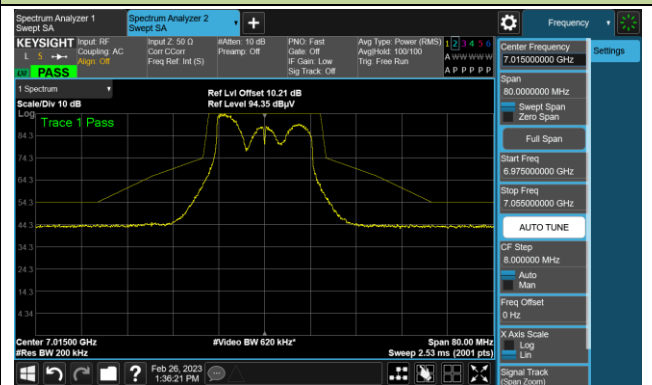 Spectrum Analyzer 1
Swept SA
Spectrum Analyzer 2
Swept SA
Frequency
KEYSIGHT
Input: RF
Coupling: AC
Align: Off
Input Z: 50 Ω
Corr CCorr
Freq Ref: Int (S)
#Atten: 10 dB
Preamp: Off
PNO: Fast
Gate: Off
IF Gain: Low
Sig Track: Off
Avg Type: Power (RMS)
Avg|Hold: 100/100
Trig: Free Run
1 2 3 4 5 6
A W W W W W
A P P P P P
L S
PASS
Center Frequency
7.015000000 GHz
Settings
Span
80.0000000 MHz
Swept Span
Zero Span
Full Span
Start Freq
6.975000000 GHz
Stop Freq
7.055000000 GHz
AUTO TUNE
CF Step
8.000000 MHz
Auto
Man
Freq Offset
0 Hz
X Axis Scale
Log
Lin
Signal Track
(Span Zoom)
1 Spectrum
Scale/Div 10 dB
Ref Lvl Offset 10.21 dB
Ref Level 94.35 dBµV
Log
Trace 1 Pass
84.3
74.3
64.3
54.3
44.3
34.3
24.3
14.3
4.34
Center 7.01500 GHz
#Res BW 200 kHz
#Video BW 620 kHz*
Span 80.00 MHz
Sweep 2.53 ms (2001 pts)
?
Feb 26, 2023
1:36:21 PM